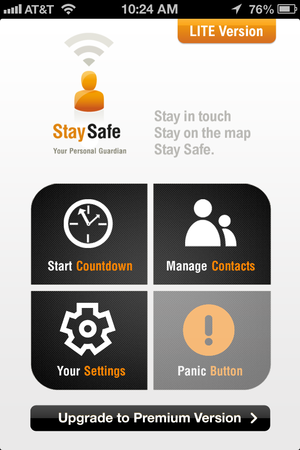 AT&T 10:24 AM 76%
LITE Version
StaySafe
Your Personal Guardian
Stay in touch
Stay on the map
Stay Safe.
Start Countdown
Manage Contacts
Your Settings
Panic Button
Upgrade to Premium Version